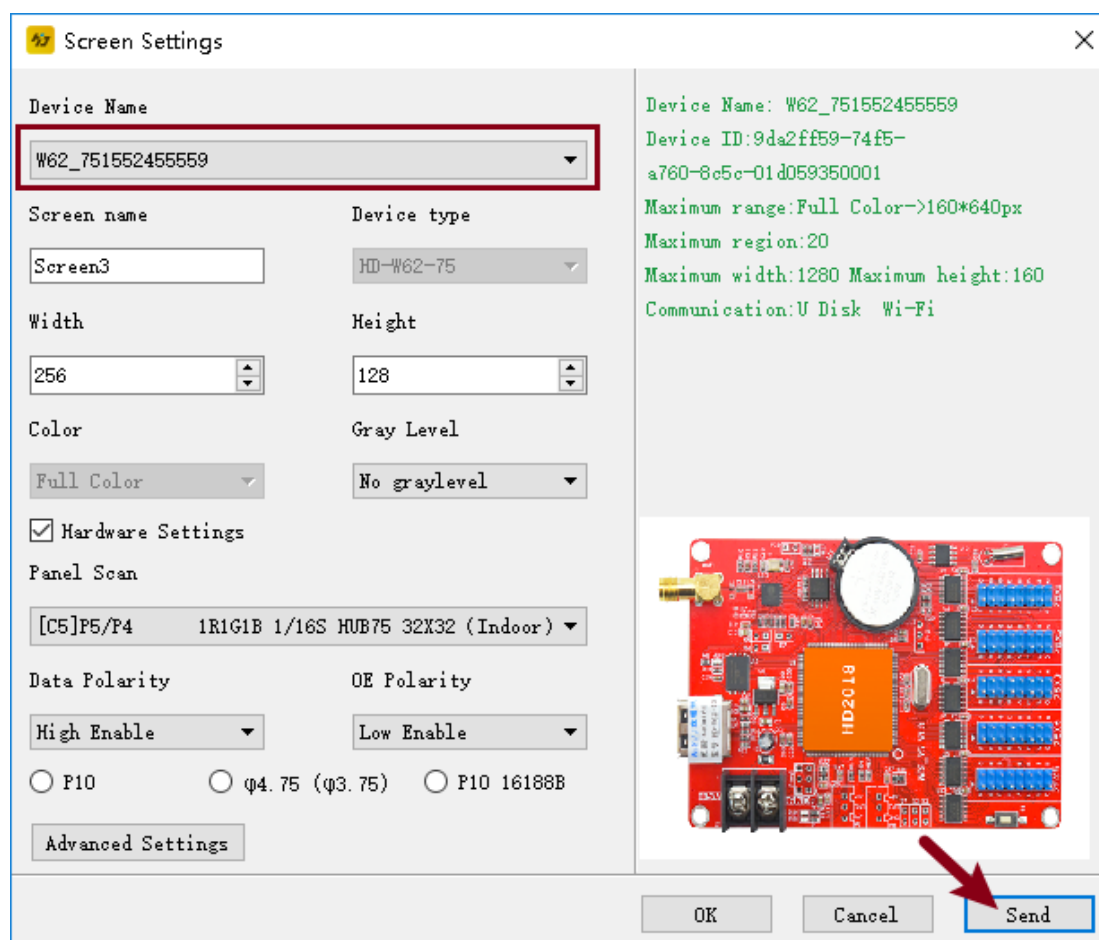 Screen Settings
Device Name
W62_751552455559
Screen name
Device type
Screen3
HD-W62-75
Width
Height
256
128
Color
Gray Level
Full Color
No graylevel
Hardware Settings
Panel Scan
[C5]P5/P4 1R1G1B 1/16S HUB75 32X32 (Indoor)
Data Polarity
OE Polarity
High Enable
Low Enable
P10
φ4.75 (φ3.75)
P10 16188B
Advanced Settings
Device Name: W62_751552455559
Device ID:9da2ff59-74f5-
a760-8c5c-01d059350001
Maximum range:Full Color->160*640px
Maximum region:20
Maximum width:1280 Maximum height:160
Communication:U Disk Wi-Fi
HD2018
OK
Cancel
Send